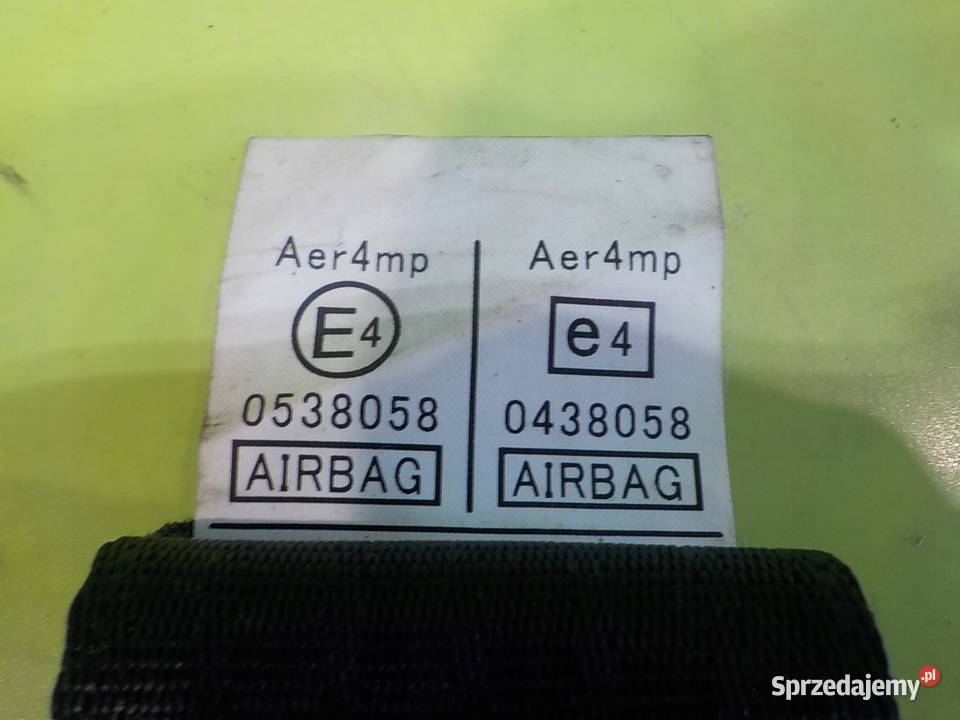 Aer4mp
E4
0538058
AIRBAG
Aer4mp
e4
0438058
AIRBAG
Sprzedajemy.pl